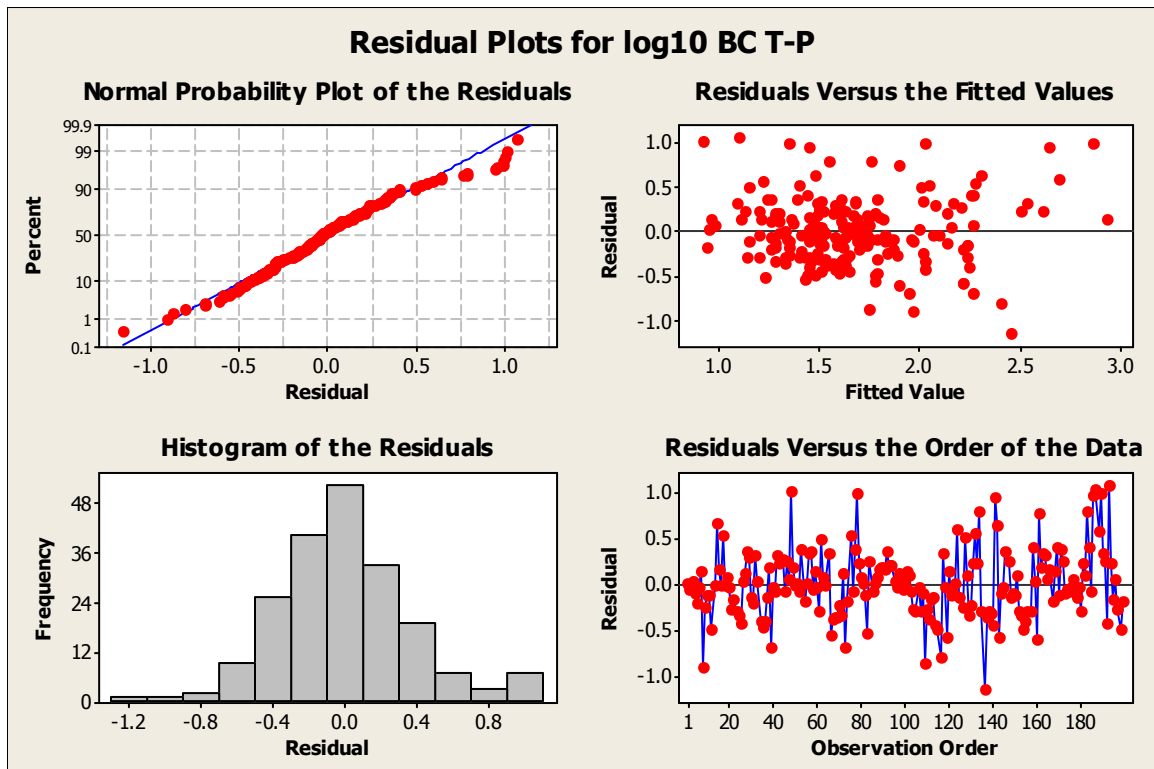 Residual Plots for log10 BC T-P
Normal Probability Plot of the Residuals
99.9
99
90
50
10
1
0.1
Percent
-1.0 -0.5 0.0 0.5 1.0
Residual
Residuals Versus the Fitted Values
1.0
0.5
0.0
-0.5
-1.0
Residual
1.0 1.5 2.0 2.5 3.0
Fitted Value
Histogram of the Residuals
48
36
24
12
0
Frequency
-1.2 -0.8 -0.4 0.0 0.4 0.8
Residual
Residuals Versus the Order of the Data
1.0
0.5
0.0
-0.5
-1.0
Residual
1 20 40 60 80 100 120 140 160 180
Observation Order